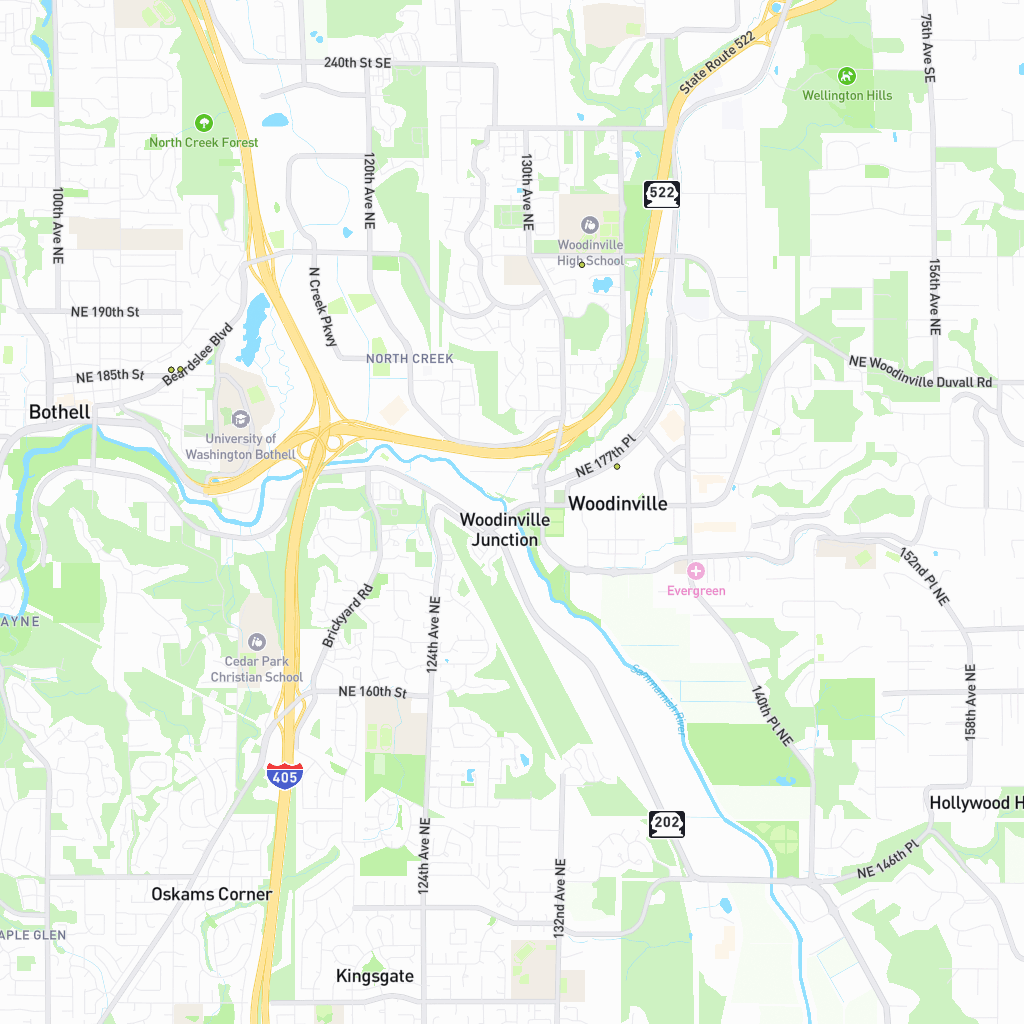 240th St SE
State Route 522
75th Ave SE
Wellington Hills
North Creek Forest
120th Ave NE
130th Ave NE
100th Ave NE
522
Woodinville
High School
156th Ave NE
N Creek Pkwy
NE 190th St
Beardslee Blvd
NORTH CREEK
NE 185th St
NE Woodinville Duvall Rd
Bothell
University of
Washington Bothell
NE 177th Pl
Woodinville
Woodinville
Junction
152nd Pl NE
Evergreen
Brickyard Rd
124th Ave NE
AYNE
Cedar Park
Christian School
NE 160th St
Sammamish River
140th Pl NE
158th Ave NE
405
Hollywood H
202
124th Ave NE
NE 146th Pl
132nd Ave NE
Oskams Corner
APLE GLEN
Kingsgate